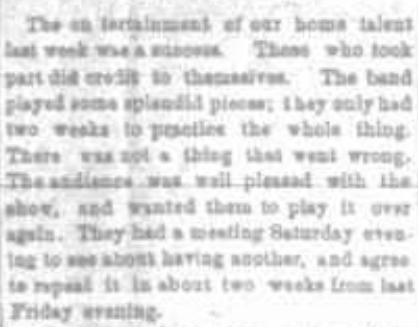 The en tertainment of our home talent
last week was a success. Those who took
part did credit to themselves. The band
played some splendid pieces; they only had
two weeks to practice the whole thing.
There was not a thing that went wrong.
The audience was well pleased with the
show, and wanted them to play it over
again. They had a meeting Saturday even-
ing to see about having another, and agree
to repeat it in about two weeks from last
Friday evening.